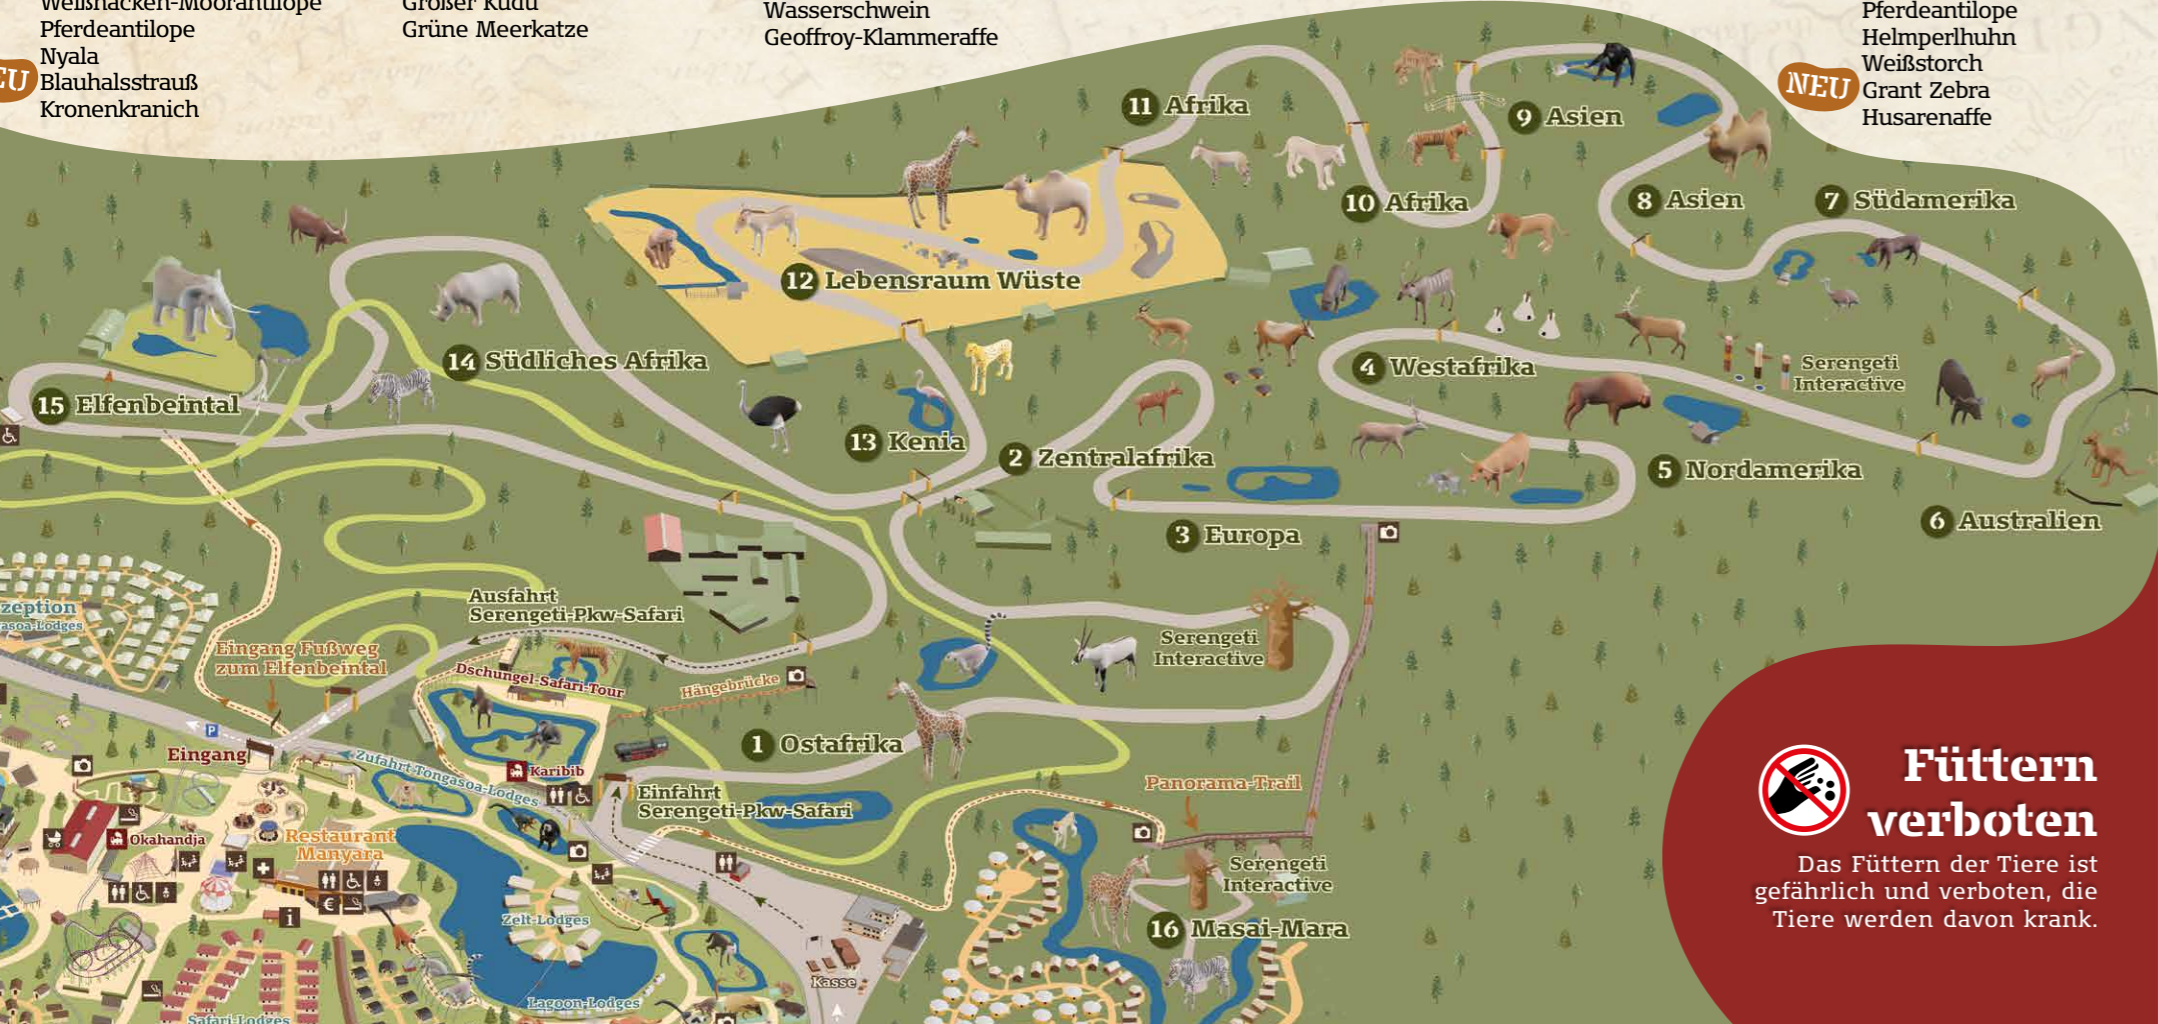 Weißnacken-Moorantilope
Pferdeantilope
Nyala
Blauhalsstrauß
Kronenkranich
Großer Kudu
Grüne Meerkatze
Wasserschwein
Geoffroy-Klammeraffe
Pferdeantilope
Helmperlhuhn
Weißstorch
NEU
Grant Zebra
Husarenaffe
11 Afrika
9 Asien
10 Afrika
8 Asien
7 Südamerika
12 Lebensraum Wüste
14 Südliches Afrika
4 Westafrika
Serengeti
Interactive
15 Elfenbeintal
13 Kenia
2 Zentralafrika
5 Nordamerika
6 Australien
3 Europa
Ausfahrt
Serengeti-Pkw-Safari
Eingang Fußweg
zum Elfenbeintal
Dschungel-Safari-Tour
Hängebrücke
Serengeti
Interactive
P
Eingang
Zufahrt Tongasoa-Lodges
Karibib
1 Ostafrika
Einfahrt
Serengeti-Pkw-Safari
Panorama-Trail
Okahandja
Restaurant
Manyara
€
i
Zelt-Lodges
Lagoon-Lodges
Safari-Lodges
Kasse
Serengeti
Interactive
16 Masai-Mara
Füttern
verboten
Das Füttern der Tiere ist
gefährlich und verboten, die
Tiere werden davon krank.